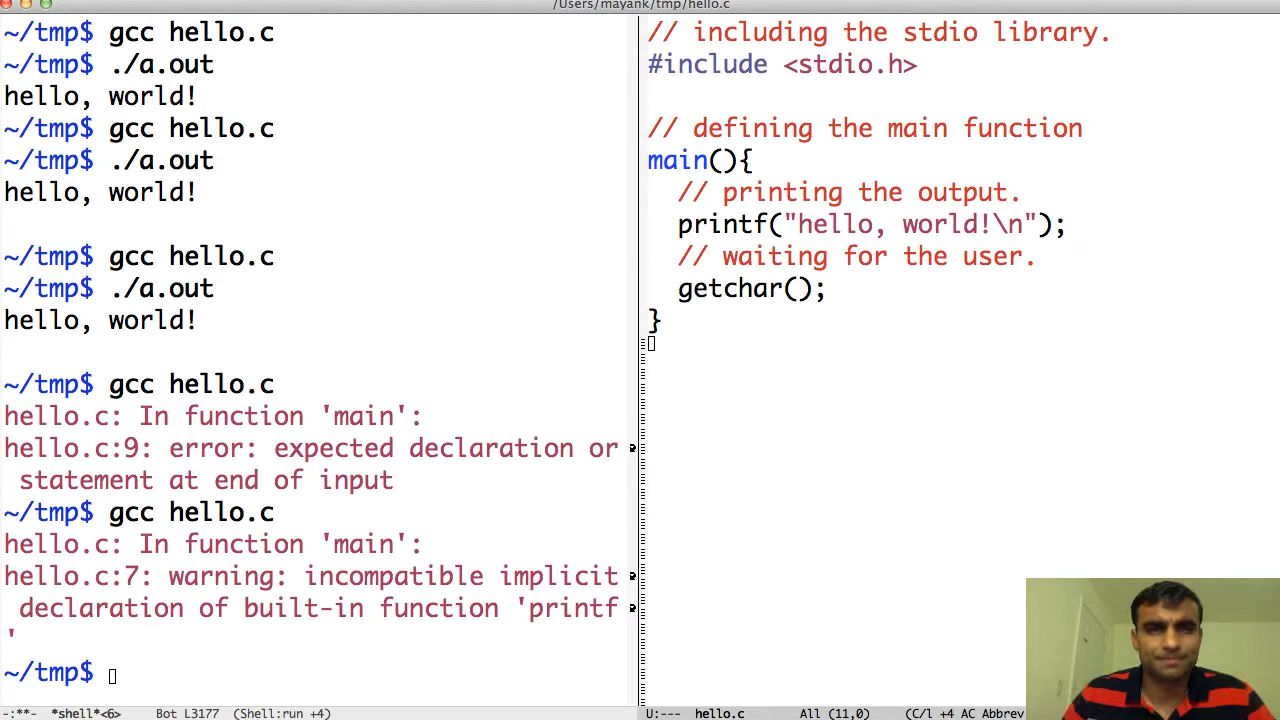 /Users/mayank/tmp/hello.c
~/tmp$ gcc hello.c
~/tmp$ ./a.out
hello, world!
~/tmp$ gcc hello.c
~/tmp$ ./a.out
hello, world!
~/tmp$ gcc hello.c
~/tmp$ ./a.out
hello, world!
~/tmp$ gcc hello.c
hello.c: In function 'main':
hello.c:9: error: expected declaration or
statement at end of input
~/tmp$ gcc hello.c
hello.c: In function 'main':
hello.c:7: warning: incompatible implicit
declaration of built-in function 'printf
'
~/tmp$
-:**- *shell*<6> Bot L3177 (Shell:run +4)
// including the stdio library.
#include <stdio.h>
// defining the main function
main(){
// printing the output.
printf("hello, world!\n");
// waiting for the user.
getchar();
}
U:--- hello.c All (11,0) (C/l +4 AC Abbrev